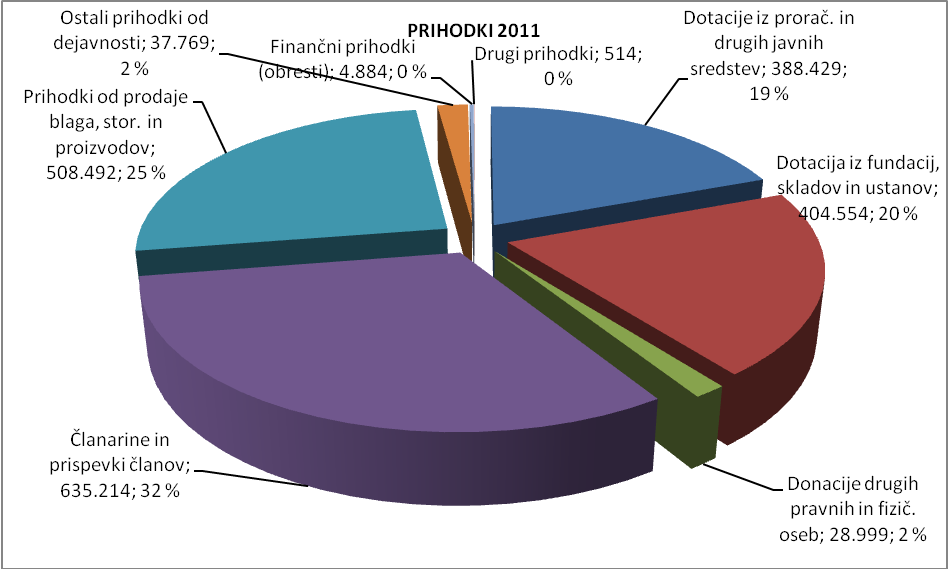 PRIHODKI 2011
Ostali prihodki od
dejavnosti; 37.769;
2 %
Finančni prihodki
(obresti); 4.884; 0 %
Drugi prihodki; 514;
0 %
Dotacije iz prorač. in
drugih javnih
sredstev; 388.429;
19 %
Prihodki od prodaje
blaga, stor. in
proizvodov;
508.492; 25 %
Dotacija iz fundacij,
skladov in ustanov;
404.554; 20 %
Članarine in
prispevki članov;
635.214; 32 %
Donacije drugih
pravnih in fizič.
oseb; 28.999; 2 %